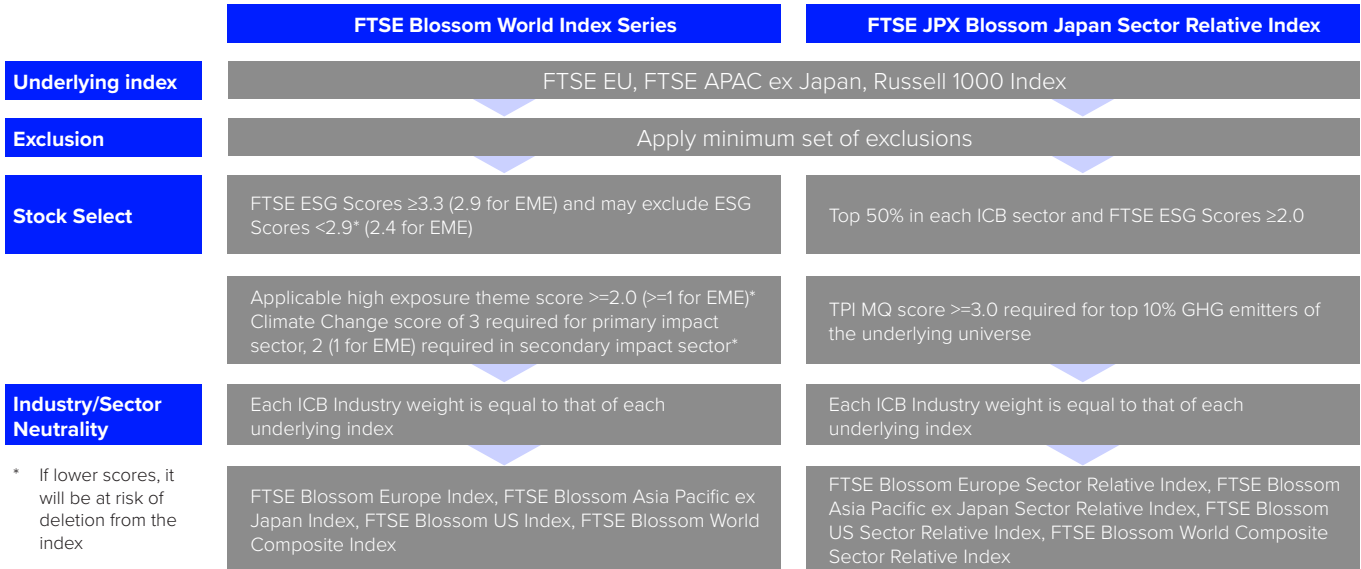 FTSE Blossom World Index Series
FTSE JPX Blossom Japan Sector Relative Index
Underlying index
FTSE EU, FTSE APAC ex Japan, Russell 1000 Index
Exclusion
Apply minimum set of exclusions
Stock Select
FTSE ESG Scores ≥3.3 (2.9 for EME) and may exclude ESG
Scores <2.9* (2.4 for EME)
Top 50% in each ICB sector and FTSE ESG Scores ≥2.0
Applicable high exposure theme score >=2.0 (>=1 for EME)*
Climate Change score of 3 required for primary impact
sector, 2 (1 for EME) required in secondary impact sector*
TPI MQ score >=3.0 required for top 10% GHG emitters of
the underlying universe
Industry/Sector
Neutrality
Each ICB Industry weight is equal to that of each
underlying index
Each ICB Industry weight is equal to that of each
underlying index
* If lower scores, it
will be at risk of
deletion from the
index
FTSE Blossom Europe Index, FTSE Blossom Asia Pacific ex
Japan Index, FTSE Blossom US Index, FTSE Blossom World
Composite Index
FTSE Blossom Europe Sector Relative Index, FTSE Blossom
Asia Pacific ex Japan Sector Relative Index, FTSE Blossom
US Sector Relative Index, FTSE Blossom World Composite
Sector Relative Index